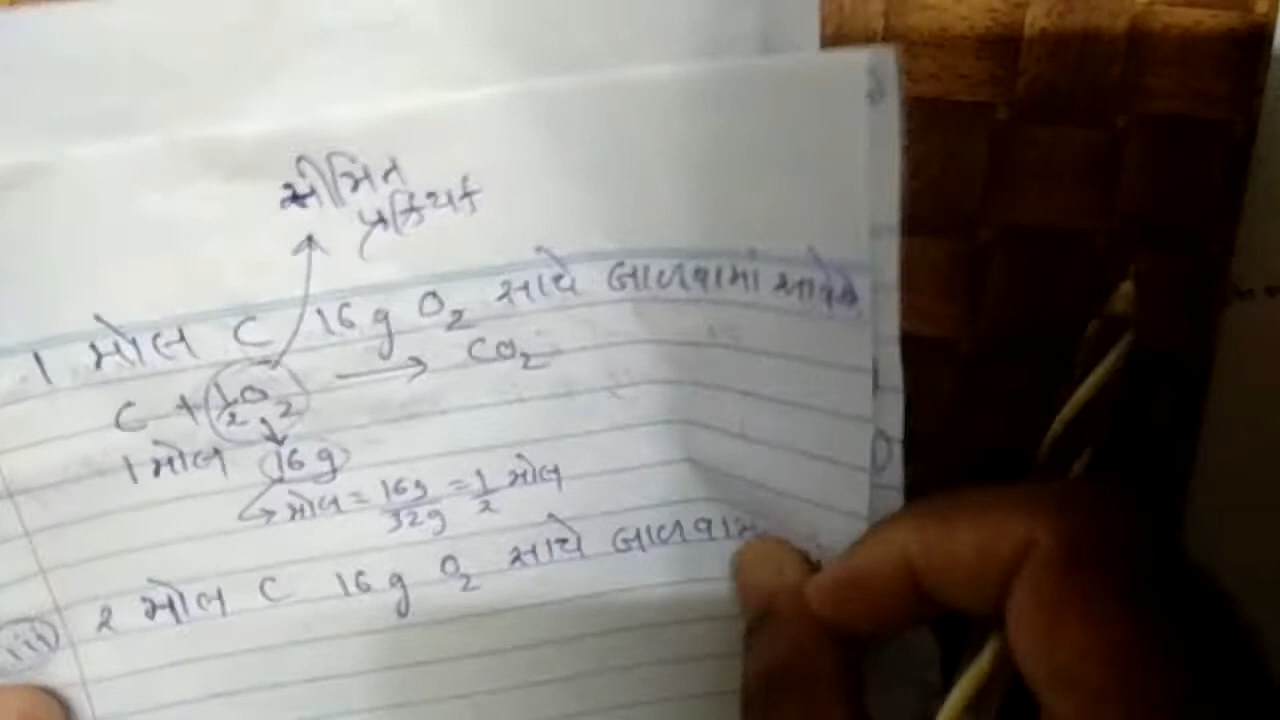 સીમિત
પ્રક્રિયક
1 મોલ C 16 g O2 સાથે બાળવામાં આવે
C + 1/2 O2 → CO2
1 મોલ 16 g
↳ મોલ = 16g/32g = 1/2 મોલ
(iii) 2 મોલ C 16 g O2 સાથે બાળવામાં